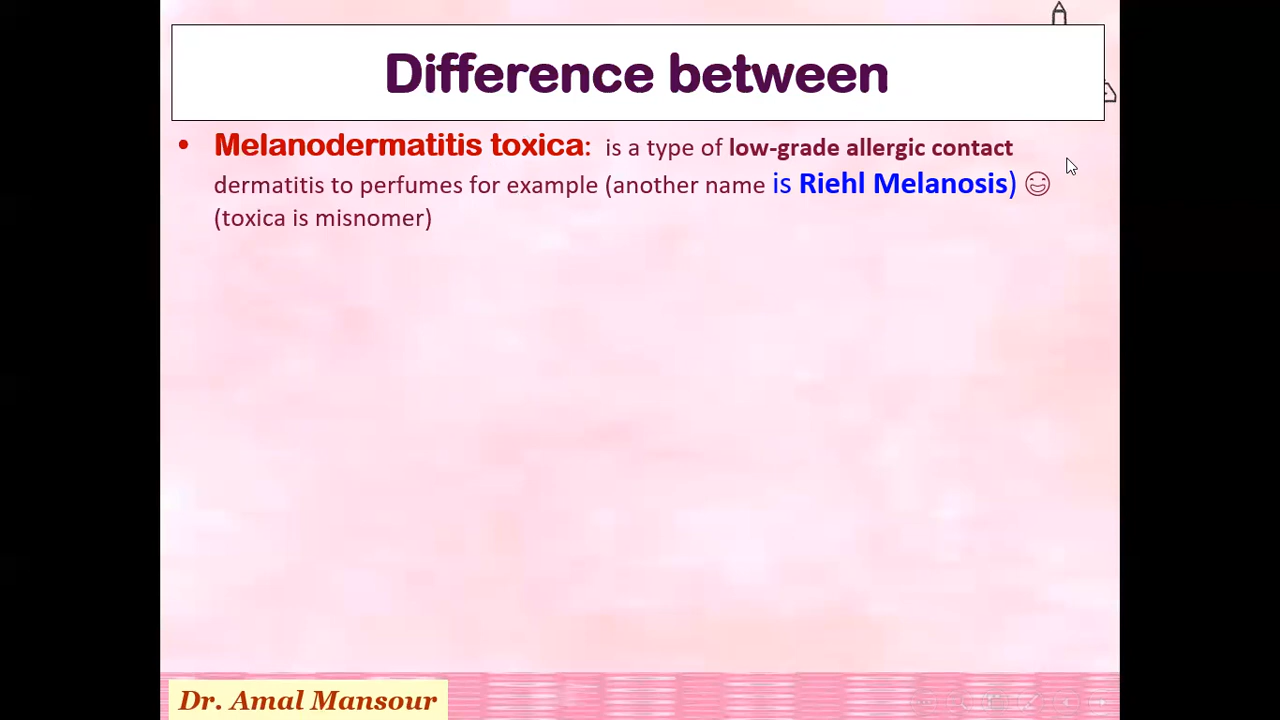 Difference between
• Melanodermatitis toxica: is a type of low-grade allergic contact
dermatitis to perfumes for example (another name is Riehl Melanosis) 😊
(toxica is misnomer)
Dr. Amal Mansour